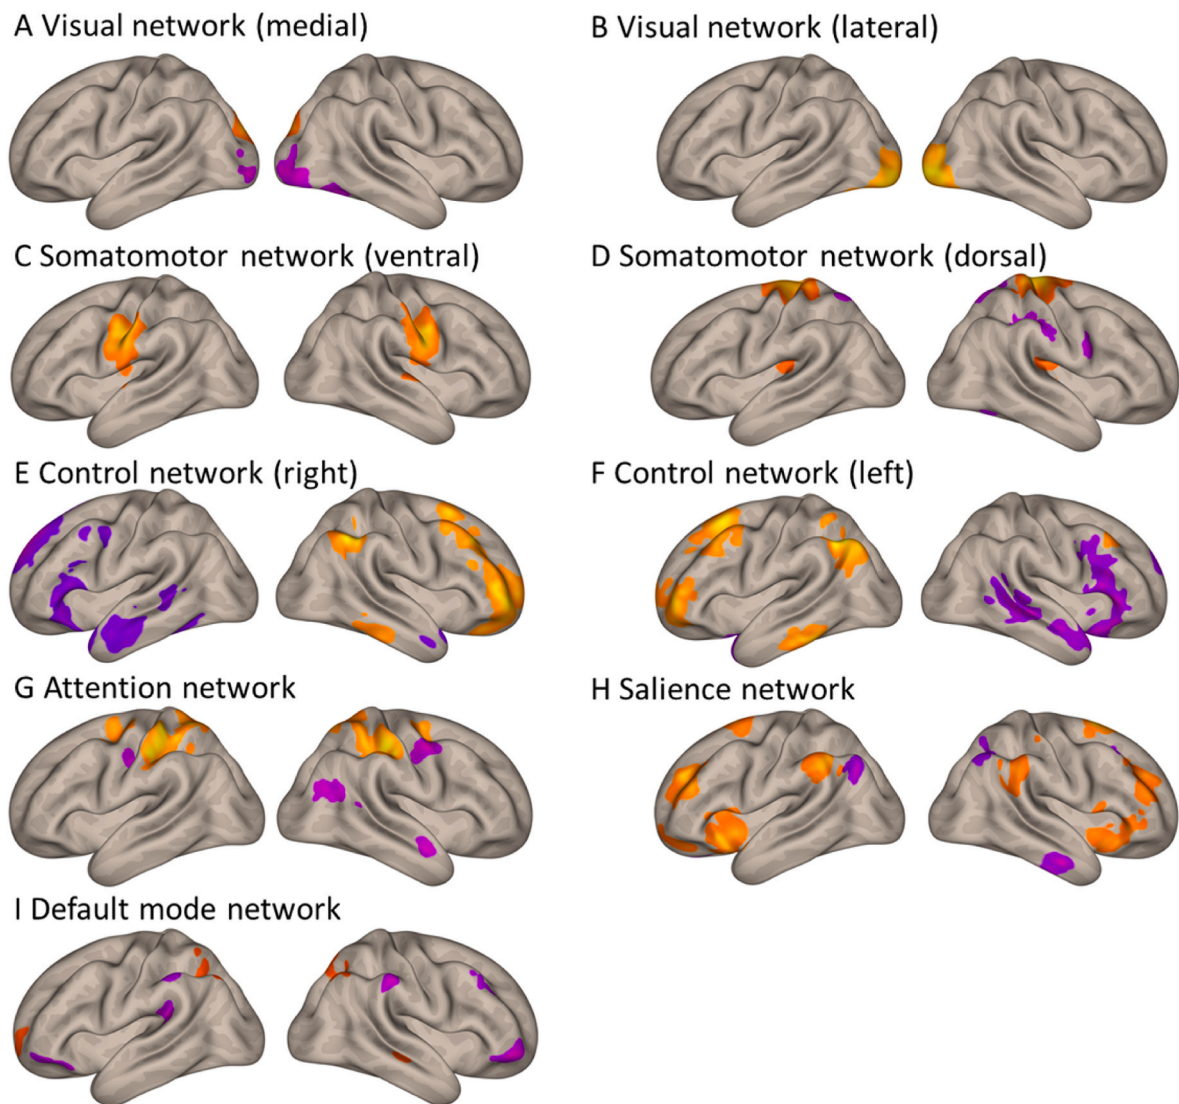 A Visual network (medial)
B Visual network (lateral)
C Somatomotor network (ventral)
D Somatomotor network (dorsal)
E Control network (right)
F Control network (left)
G Attention network
H Salience network
I Default mode network